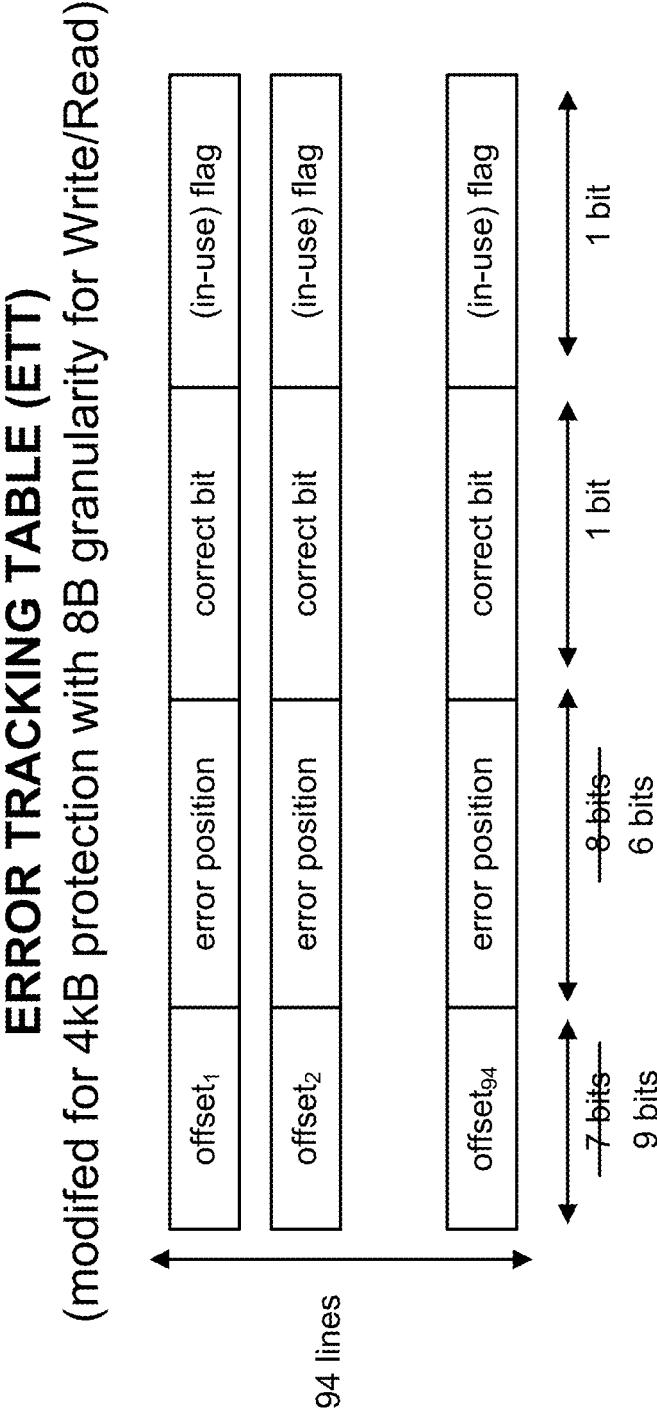 ERROR TRACKING TABLE (ETT)
(modifed for 4kB protection with 8B granularity for Write/Read)
94 lines
offset₁ error position correct bit (in-use) flag
offset₂ error position correct bit (in-use) flag
offset₉₄ error position correct bit (in-use) flag
7 bits 8 bits 1 bit 1 bit
9 bits 6 bits